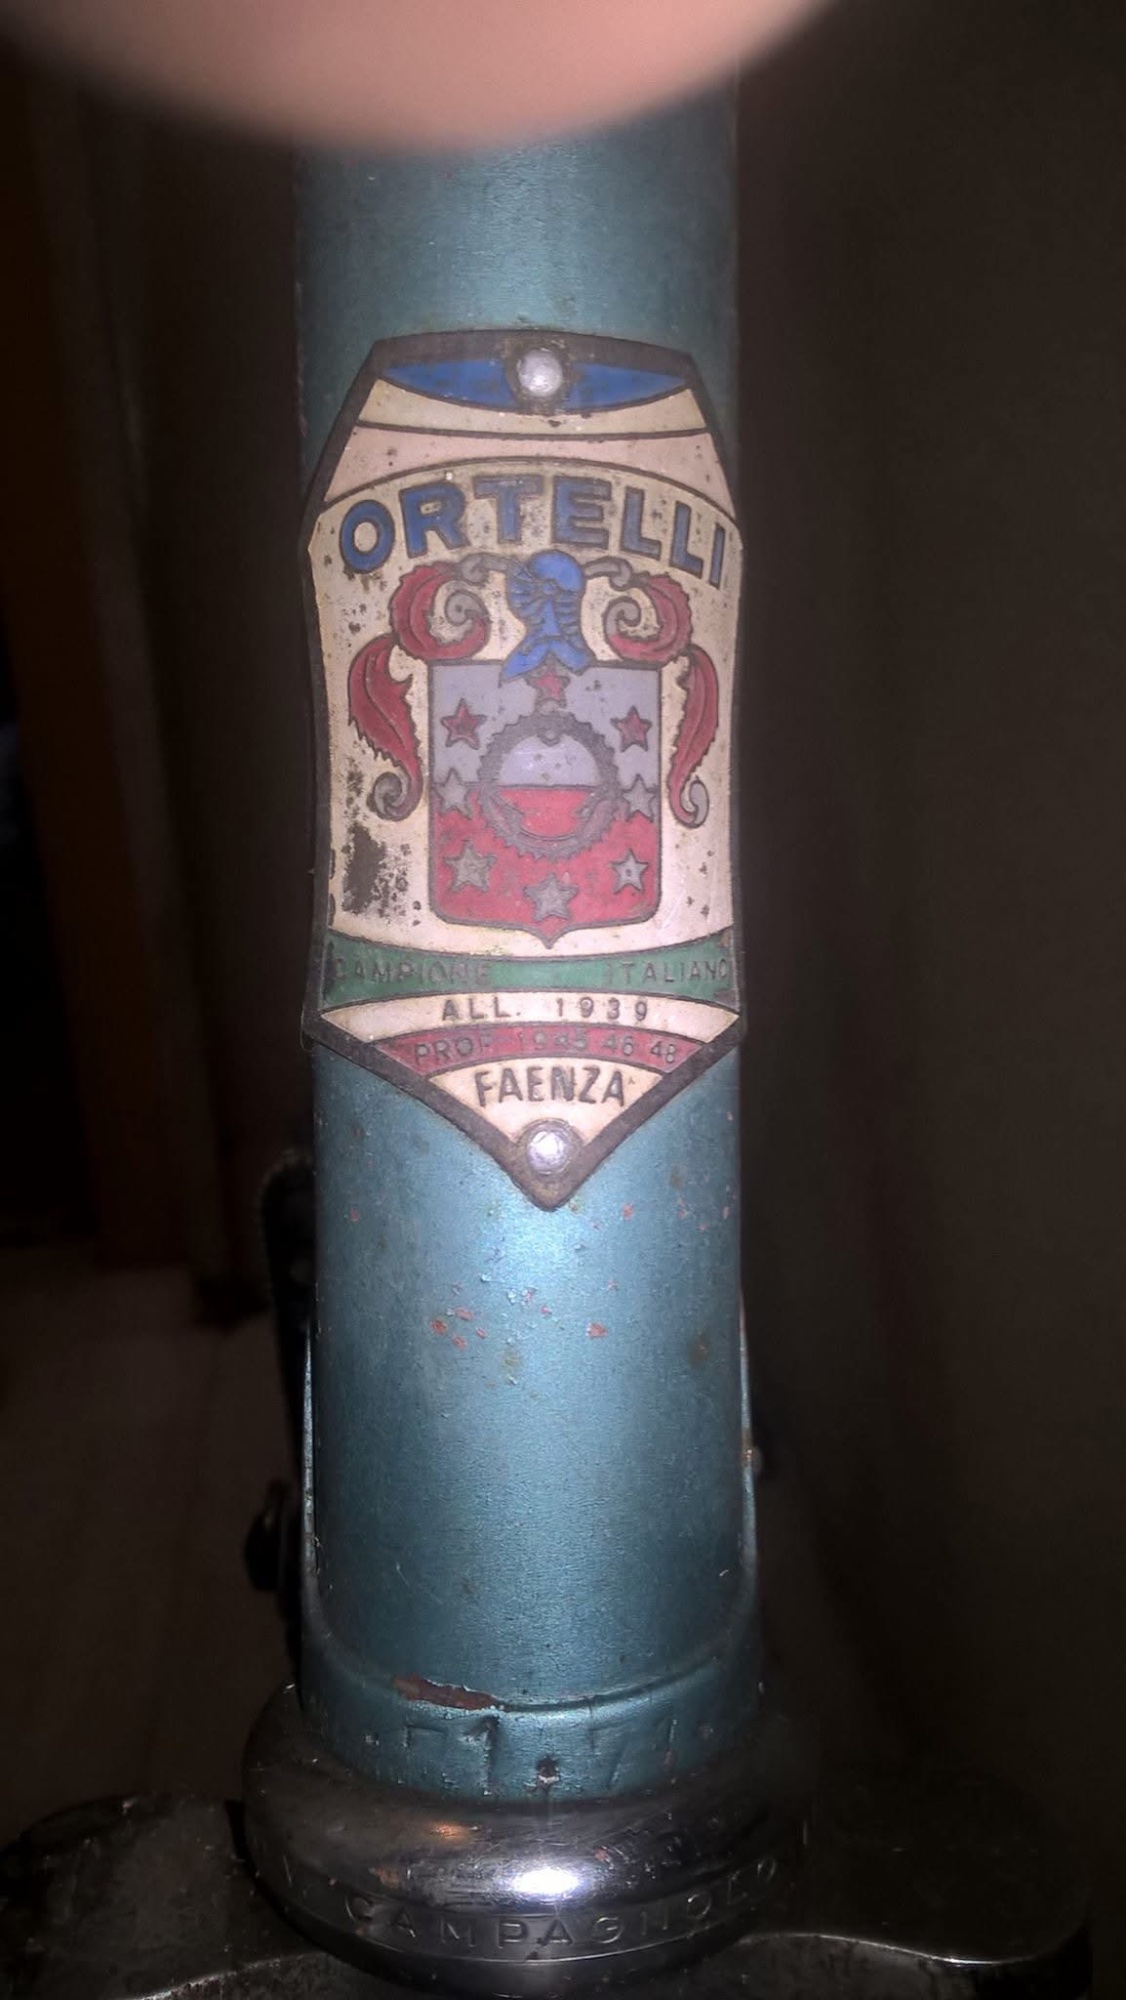 ORTELLI
CAMPIONE ITALIANO
ALL. 1939
PROF. 1945 46 48
FAENZA
CAMPAGNOLO